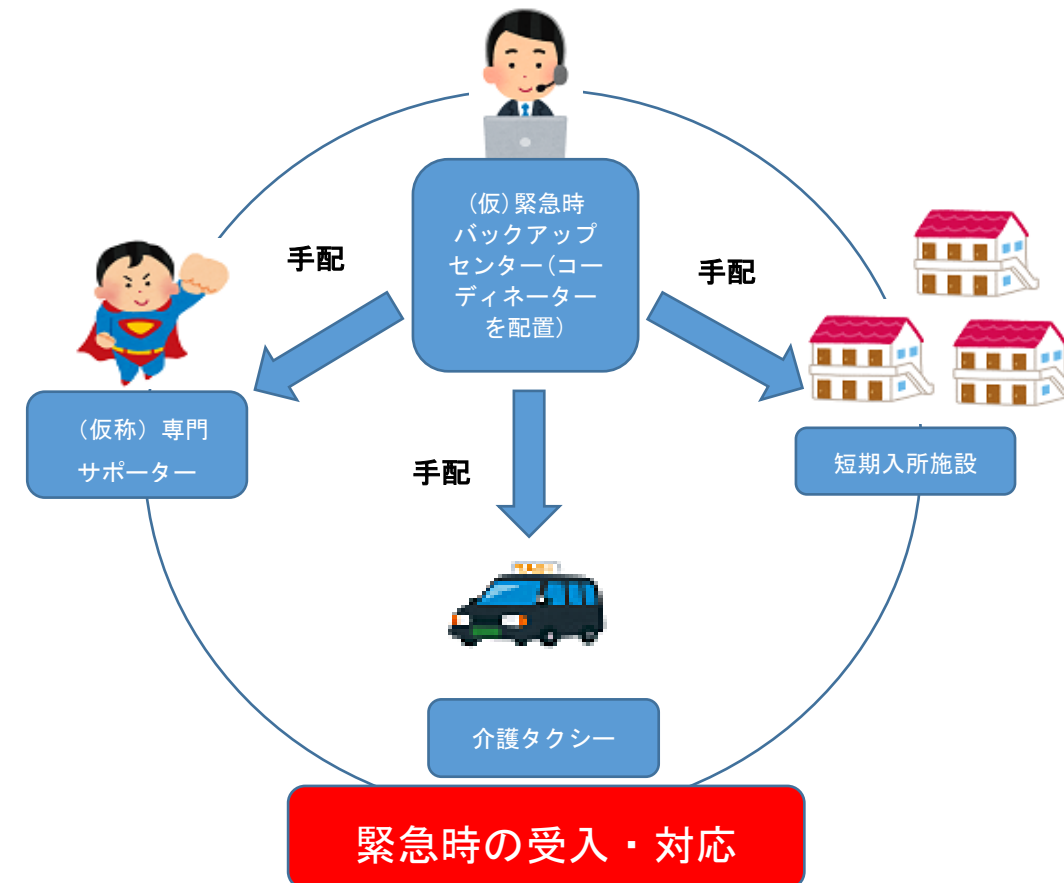 (仮)緊急時
バックアップ
センター(コー
ディネーター
を配置)
手配
手配
(仮称)専門
サポーター
短期入所施設
手配
介護タクシー
緊急時の受入・対応